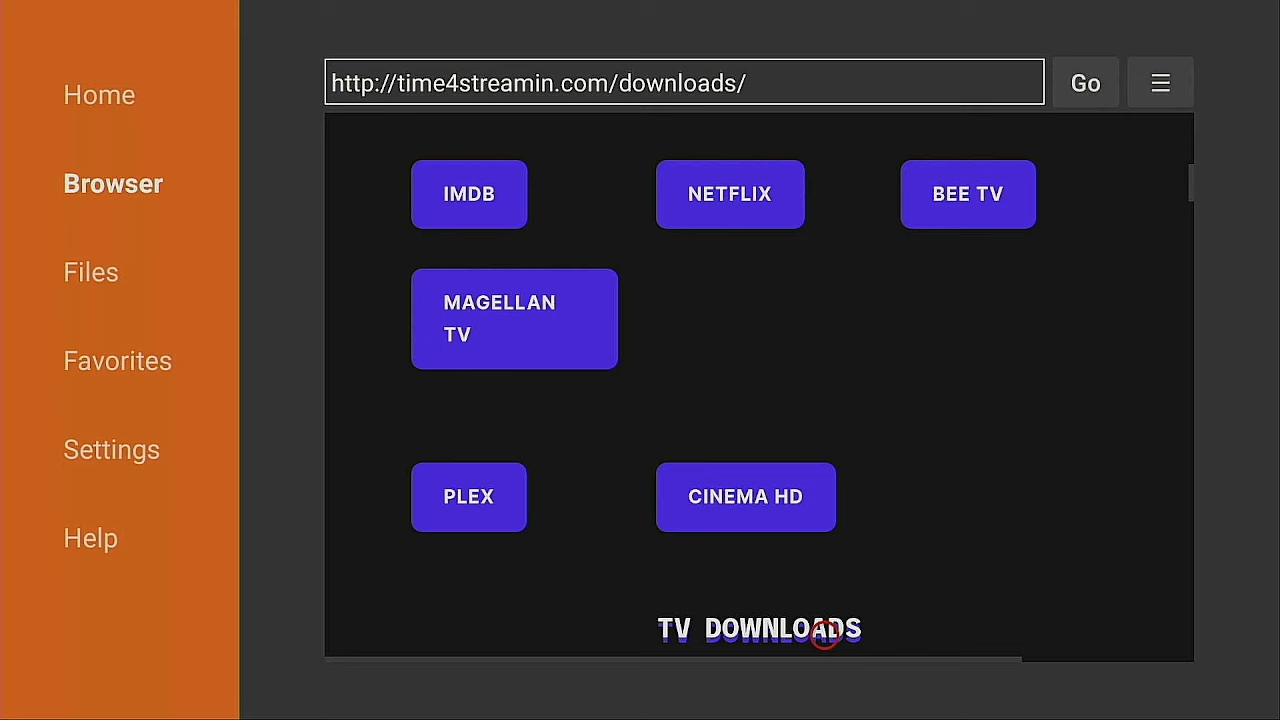 Home
Browser
Files
Favorites
Settings
Help
http://time4streamin.com/downloads/
Go
IMDB
NETFLIX
BEE TV
MAGELLAN
TV
PLEX
CINEMA HD
TV DOWNLOADS